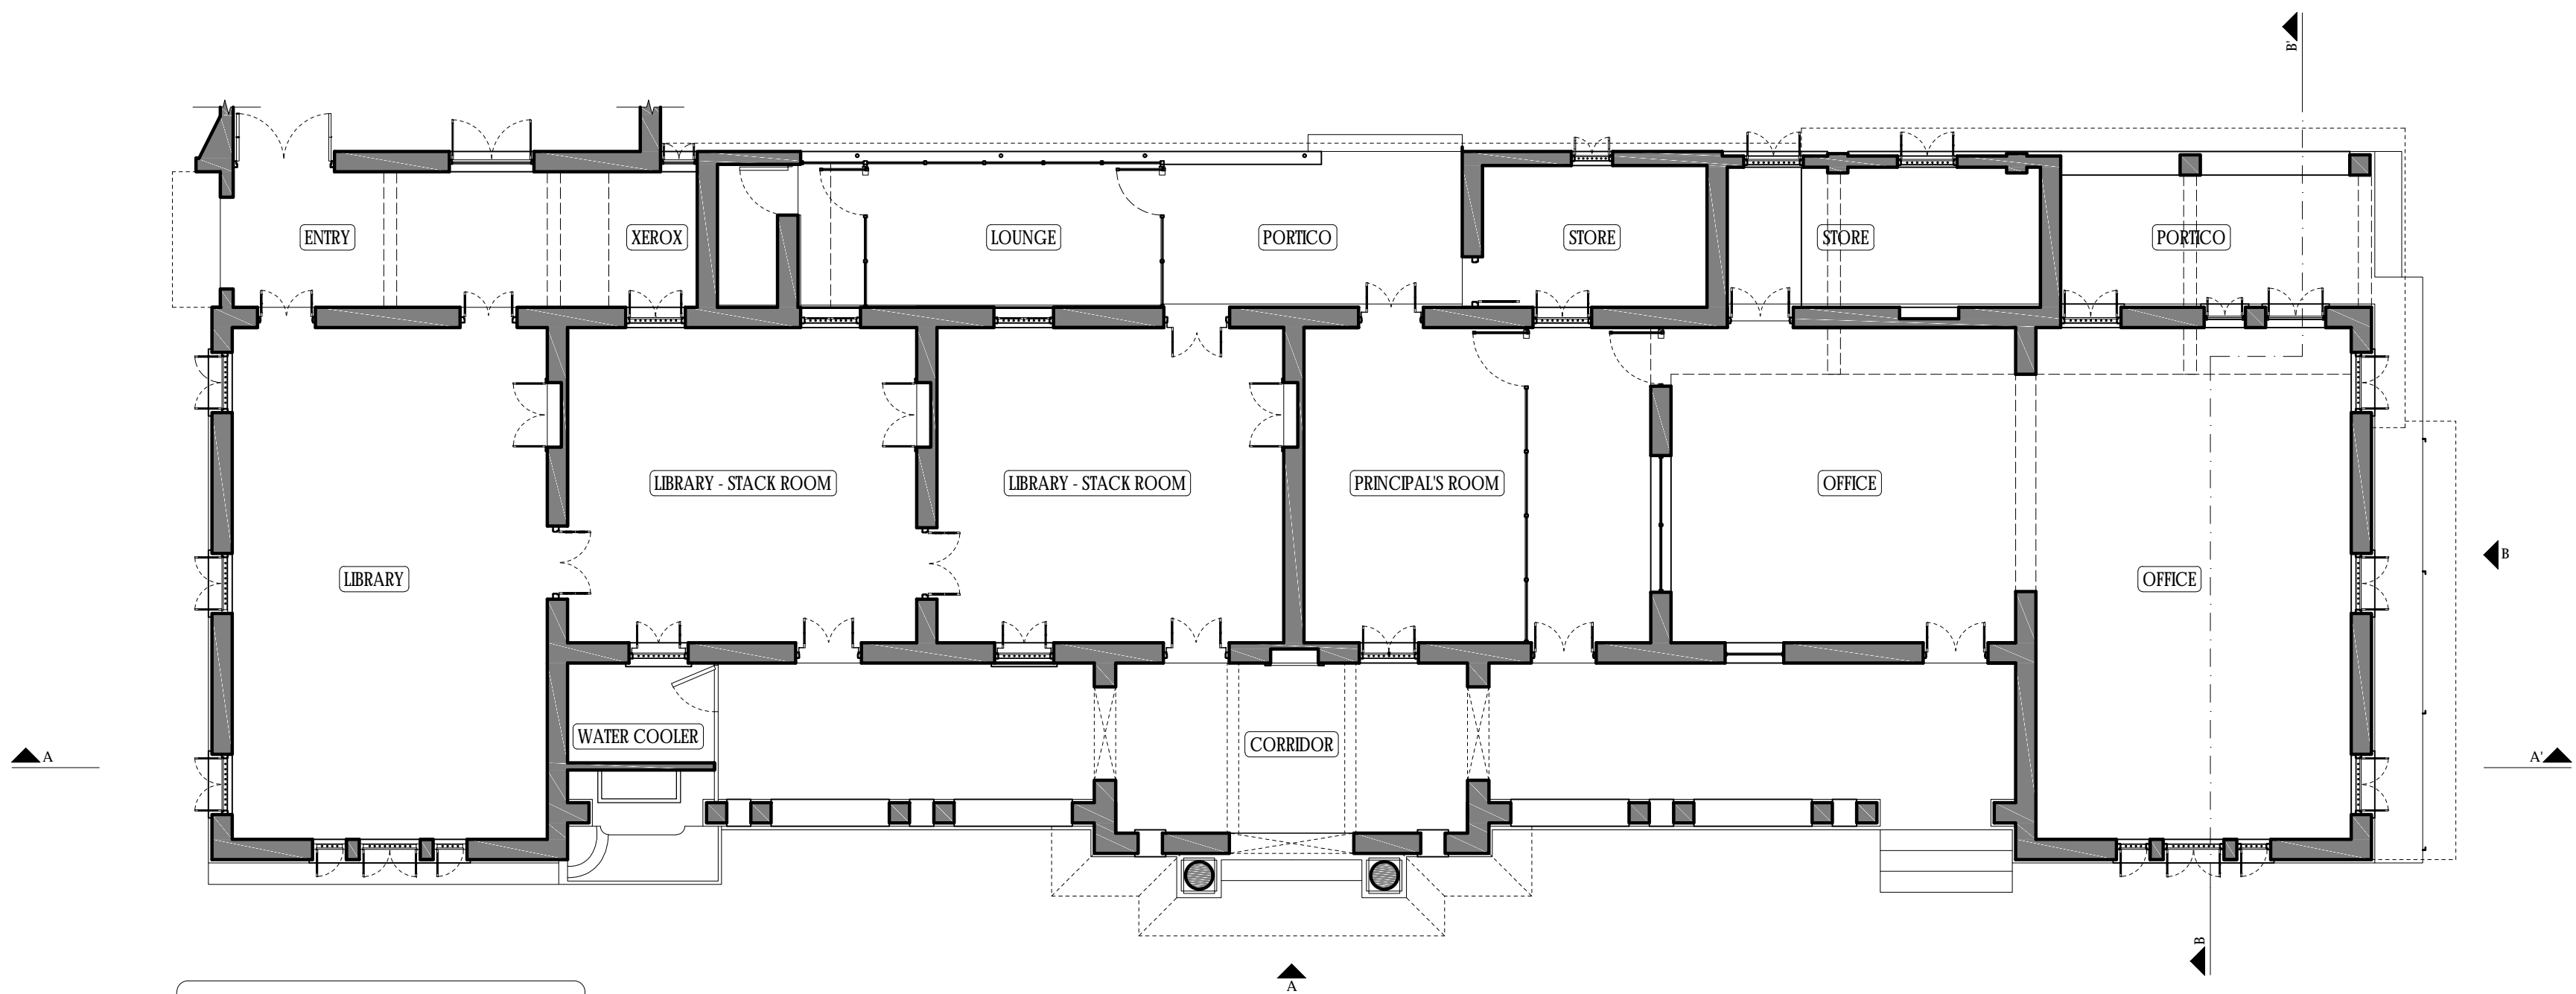 B'
ENTRY
XEROX
LOUNGE
PORTICO
STORE
STORE
PORTICO
LIBRARY - STACK ROOM
LIBRARY - STACK ROOM
PRINCIPAL'S ROOM
OFFICE
B
LIBRARY
OFFICE
WATER COOLER
CORRIDOR
A
A'
B
A